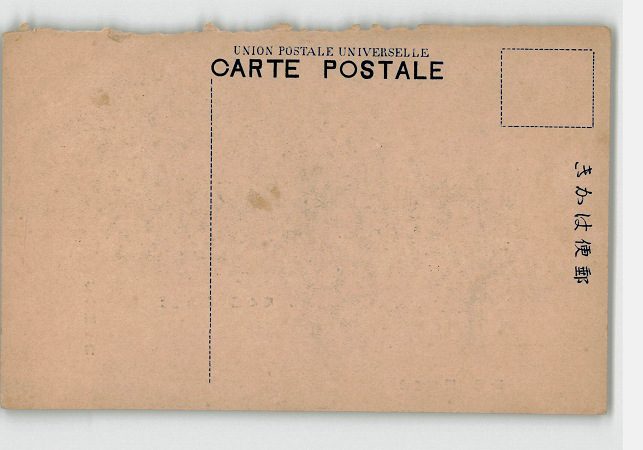 UNION POSTALE UNIVERSELLE
CARTE POSTALE
郵便はかき